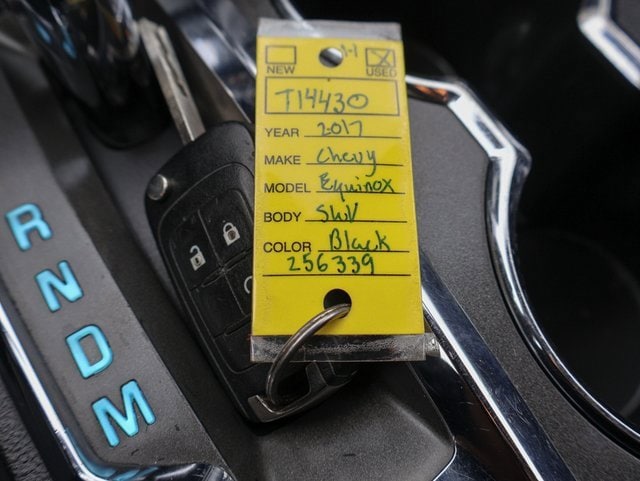 NEW USED
T14430
YEAR 2017
MAKE Chevy
MODEL Equinox
BODY SUV
COLOR Black
256339
R
N
D
M